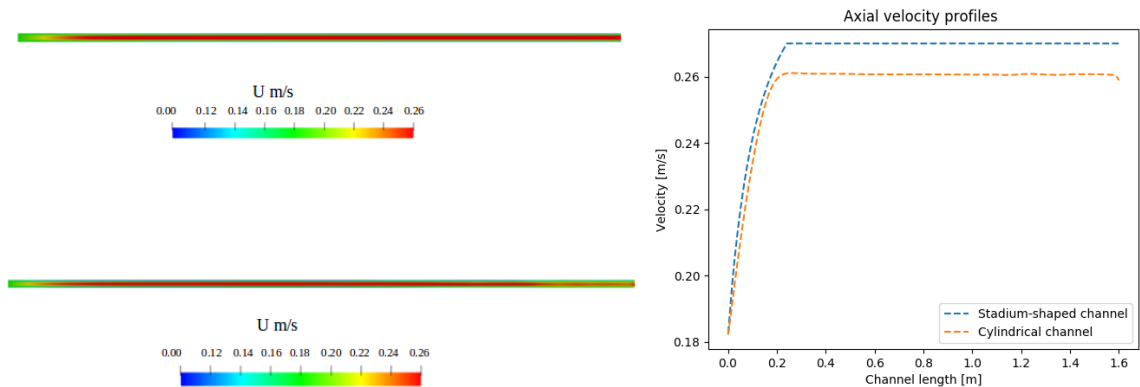 U m/s
0.00 0.12 0.14 0.16 0.18 0.20 0.22 0.24 0.26
U m/s
0.00 0.12 0.14 0.16 0.18 0.20 0.22 0.24 0.26
Axial velocity profiles
Velocity [m/s]
0.26
0.24
0.22
0.20
0.18
Stadium-shaped channel
Cylindrical channel
0.0 0.2 0.4 0.6 0.8 1.0 1.2 1.4 1.6
Channel length [m]